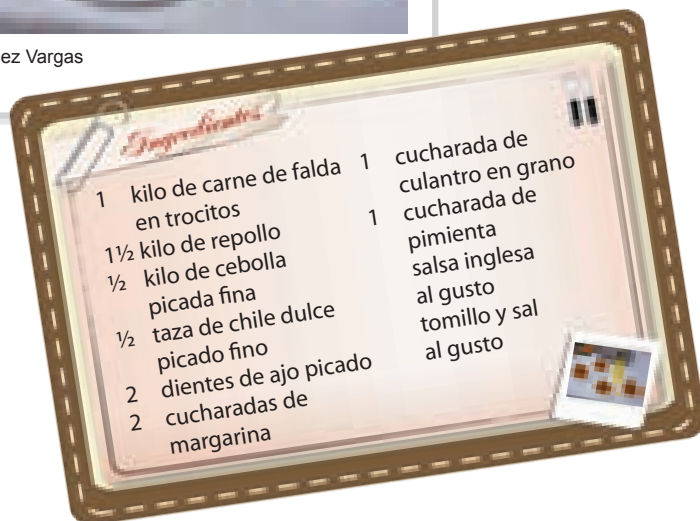 ez Vargas
Ingredientes
1 kilo de carne de falda
en trocitos
1½ kilo de repollo
½ kilo de cebolla
picada fina
½ taza de chile dulce
picado fino
2 dientes de ajo picado
2 cucharadas de
margarina
1 cucharada de
culantro en grano
1 cucharada de
pimienta
salsa inglesa
al gusto
tomillo y sal
al gusto